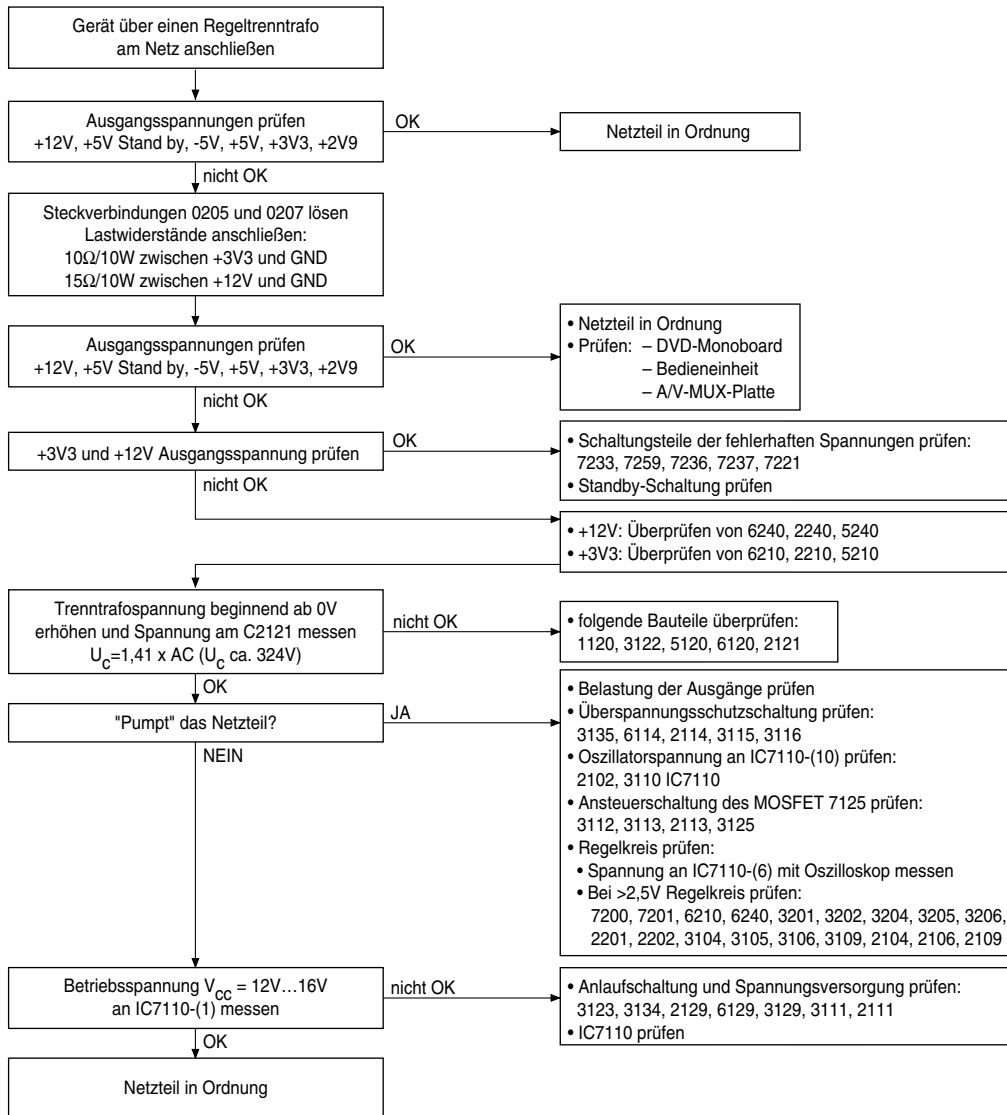 Gerät über einen Regeltrenntrafo
am Netz anschließen
Ausgangsspannungen prüfen
+12V, +5V Stand by, -5V, +5V, +3V3, +2V9
OK
Netzteil in Ordnung
nicht OK
Steckverbindungen 0205 und 0207 lösen
Lastwiderstände anschließen:
10Ω/10W zwischen +3V3 und GND
15Ω/10W zwischen +12V und GND
Ausgangsspannungen prüfen
+12V, +5V Stand by, -5V, +5V, +3V3, +2V9
OK
• Netzteil in Ordnung
• Prüfen: – DVD-Monoboard
– Bedieneinheit
– A/V-MUX-Platte
nicht OK
+3V3 und +12V Ausgangsspannung prüfen
OK
• Schaltungsteile der fehlerhaften Spannungen prüfen:
7233, 7259, 7236, 7237, 7221
• Standby-Schaltung prüfen
nicht OK
• +12V: Überprüfen von 6240, 2240, 5240
• +3V3: Überprüfen von 6210, 2210, 5210
Trenntrafospannung beginnend ab 0V
erhöhen und Spannung am C2121 messen
UC=1,41 x AC (UC ca. 324V)
nicht OK
• folgende Bauteile überprüfen:
1120, 3122, 5120, 6120, 2121
OK
"Pumpt" das Netzteil?
JA
• Belastung der Ausgänge prüfen
• Überspannungsschutzschaltung prüfen:
3135, 6114, 2114, 3115, 3116
• Oszillatorspannung an IC7110-(10) prüfen:
2102, 3110 IC7110
• Ansteuerschaltung des MOSFET 7125 prüfen:
3112, 3113, 2113, 3125
• Regelkreis prüfen:
• Spannung an IC7110-(6) mit Oszilloskop messen
• Bei >2,5V Regelkreis prüfen:
7200, 7201, 6210, 6240, 3201, 3202, 3204, 3205, 3206,
2201, 2202, 3104, 3105, 3106, 3109, 2104, 2106, 2109
NEIN
Betriebsspannung VCC = 12V...16V
an IC7110-(1) messen
nicht OK
• Anlaufschaltung und Spannungsversorgung prüfen:
3123, 3134, 2129, 6129, 3129, 3111, 2111
• IC7110 prüfen
OK
Netzteil in Ordnung